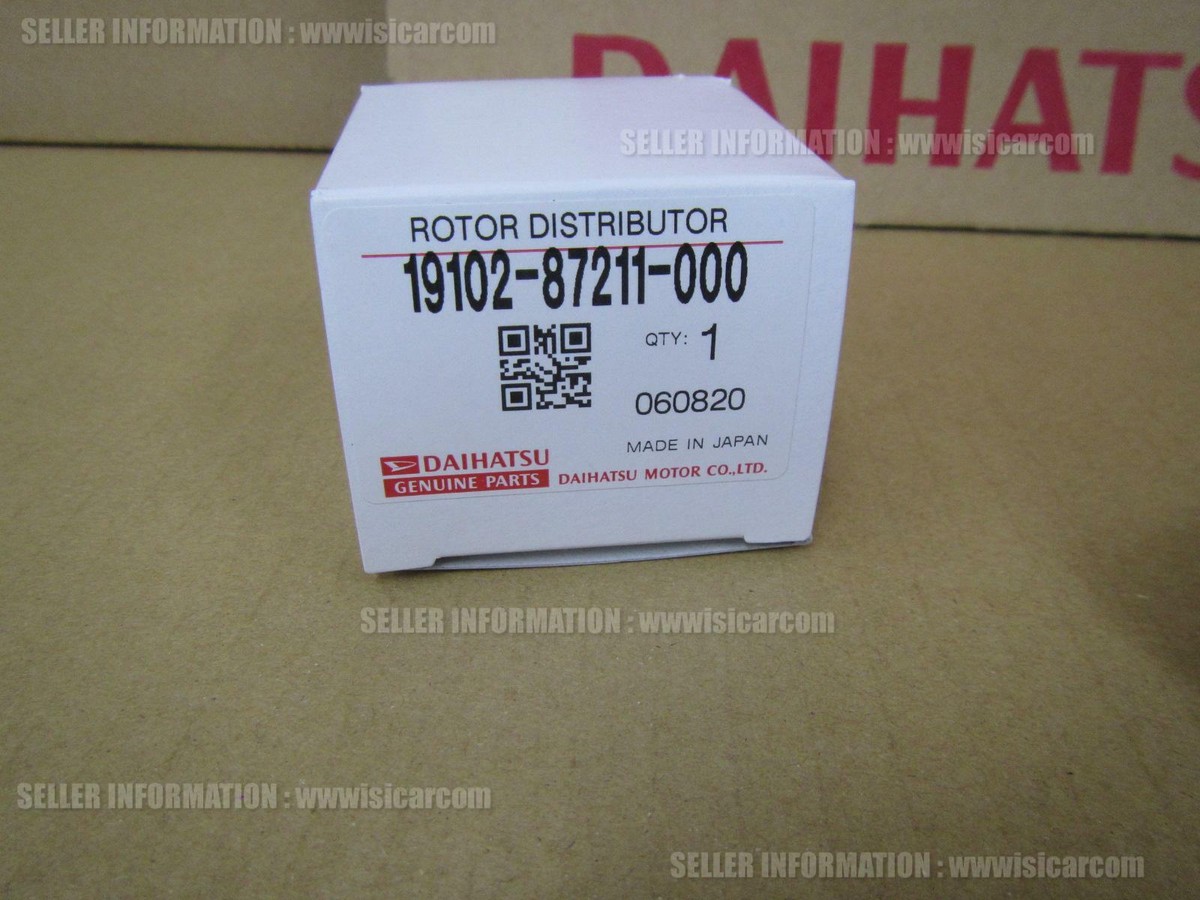 SELLER INFORMATION : wwwisicarcom
DAIHATS
SELLER INFORMATION : wwwisicarcom
ROTOR DISTRIBUTOR
19102-87211-000
QTY: 1
060820
MADE IN JAPAN
DAIHATSU
GENUINE PARTS
DAIHATSU MOTOR CO.,LTD.
SELLER INFORMATION : wwwisicarcom
SELLER INFORMATION : wwwisicarcom
SELLER INFORMATION : wwwisicarcom